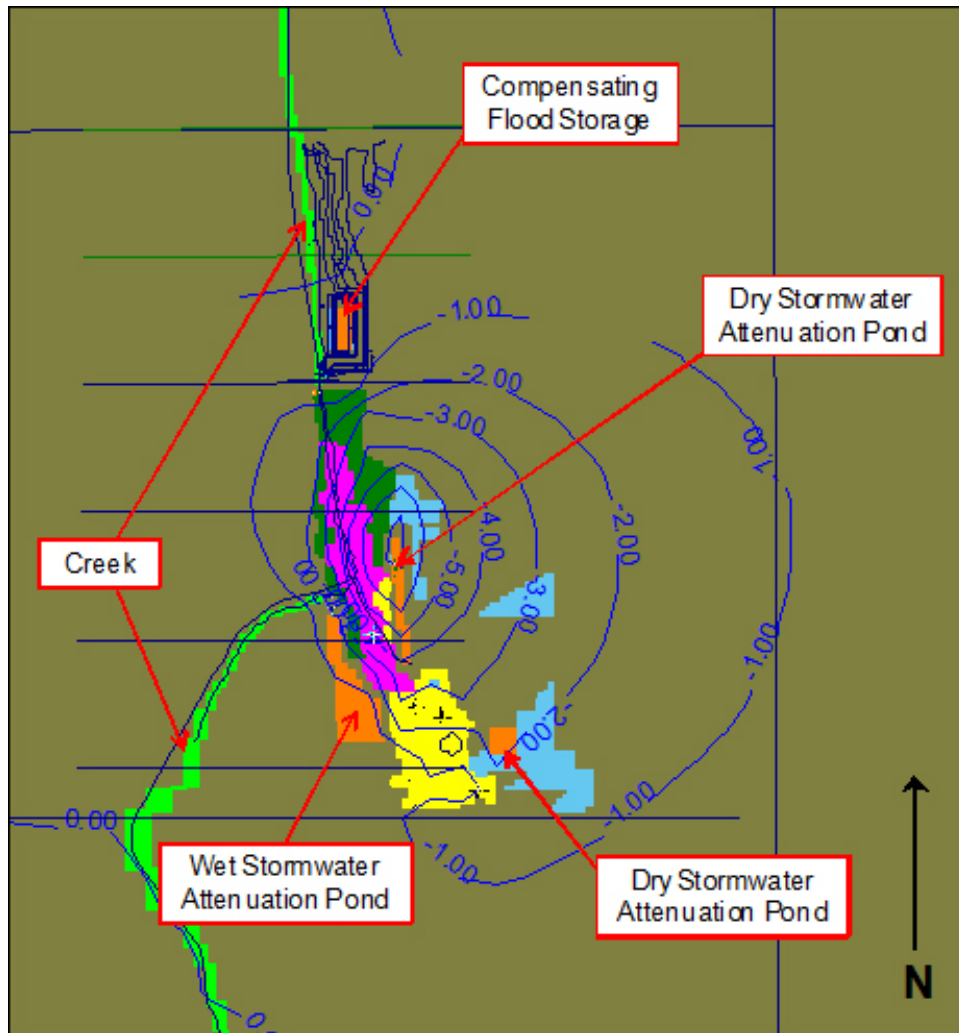 Compensating
Flood Storage
0.00
-1.00
Dry Stormwater
Attenuation Pond
-2.00
-3.00
1.00
-2.00
4.00
Creek
-5.00
3.00
00
-1.00
-2.00
0.00
-1.00
-1.00
Wet Stormwater
Attenuation Pond
Dry Stormwater
Attenuation Pond
N
0